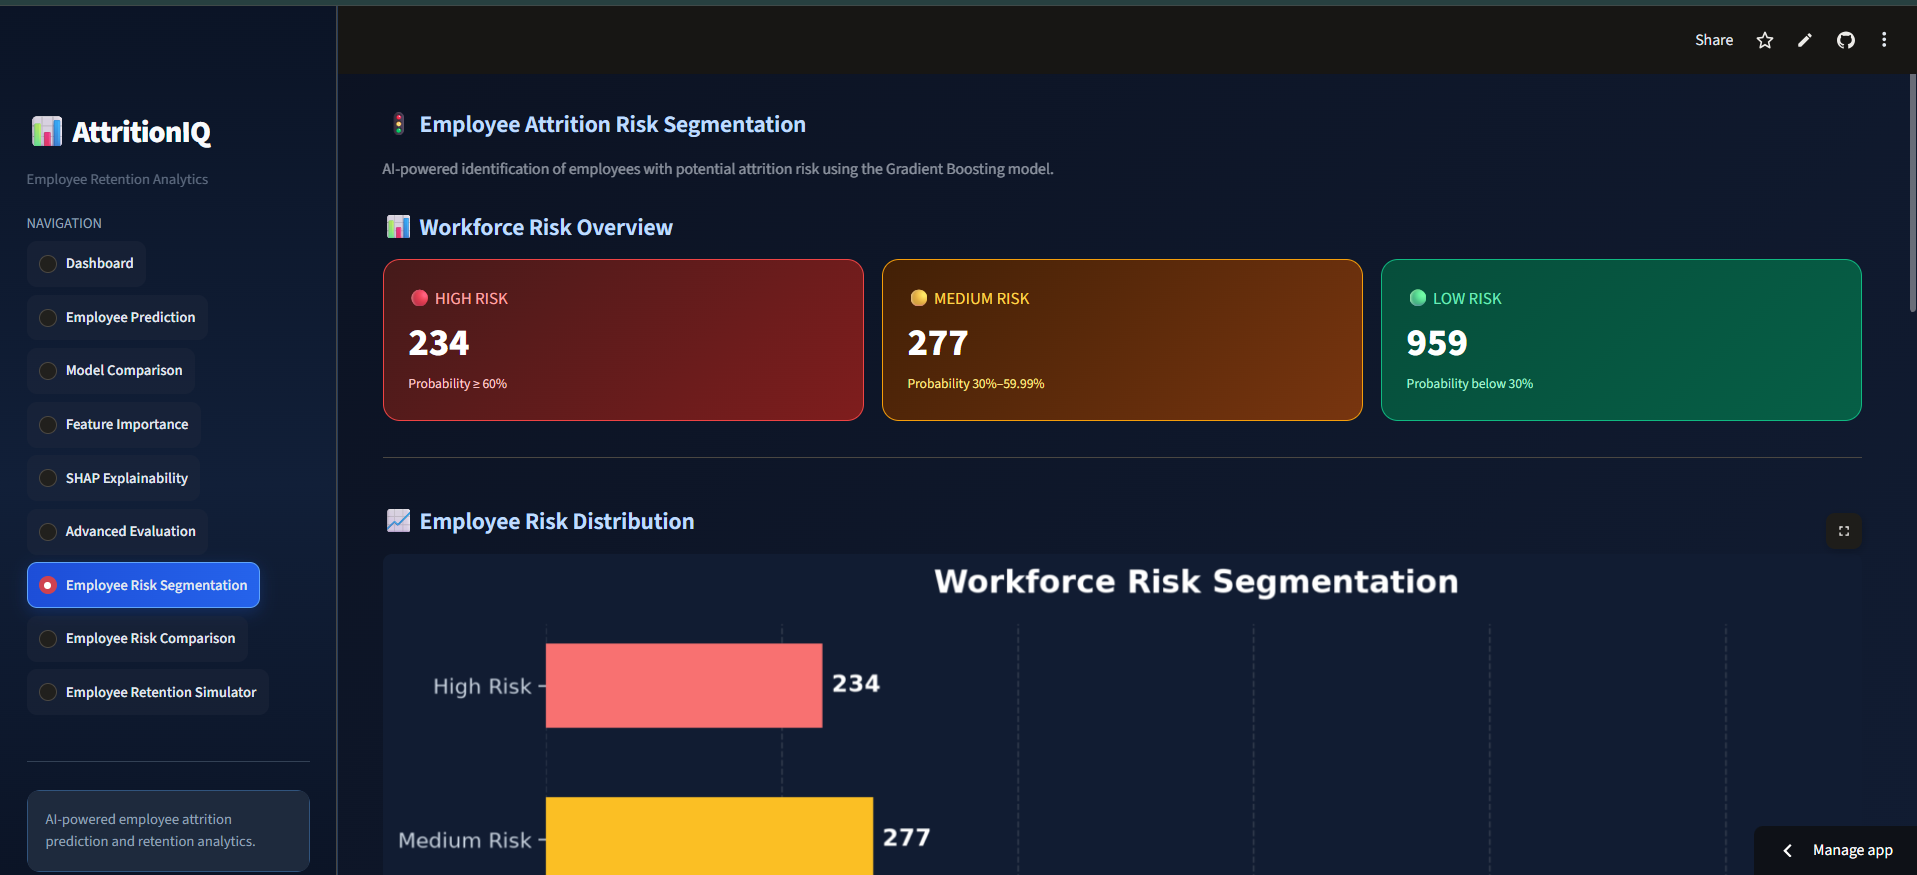 Share
AttritionIQ
Employee Retention Analytics
NAVIGATION
Dashboard
Employee Prediction
Model Comparison
Feature Importance
SHAP Explainability
Advanced Evaluation
Employee Risk Segmentation
Employee Risk Comparison
Employee Retention Simulator
AI-powered employee attrition
prediction and retention analytics.
Employee Attrition Risk Segmentation
AI-powered identification of employees with potential attrition risk using the Gradient Boosting model.
Workforce Risk Overview
HIGH RISK
234
Probability ≥ 60%
MEDIUM RISK
277
Probability 30%–59.99%
LOW RISK
959
Probability below 30%
Employee Risk Distribution
Workforce Risk Segmentation
High Risk
234
Medium Risk
277
Manage app